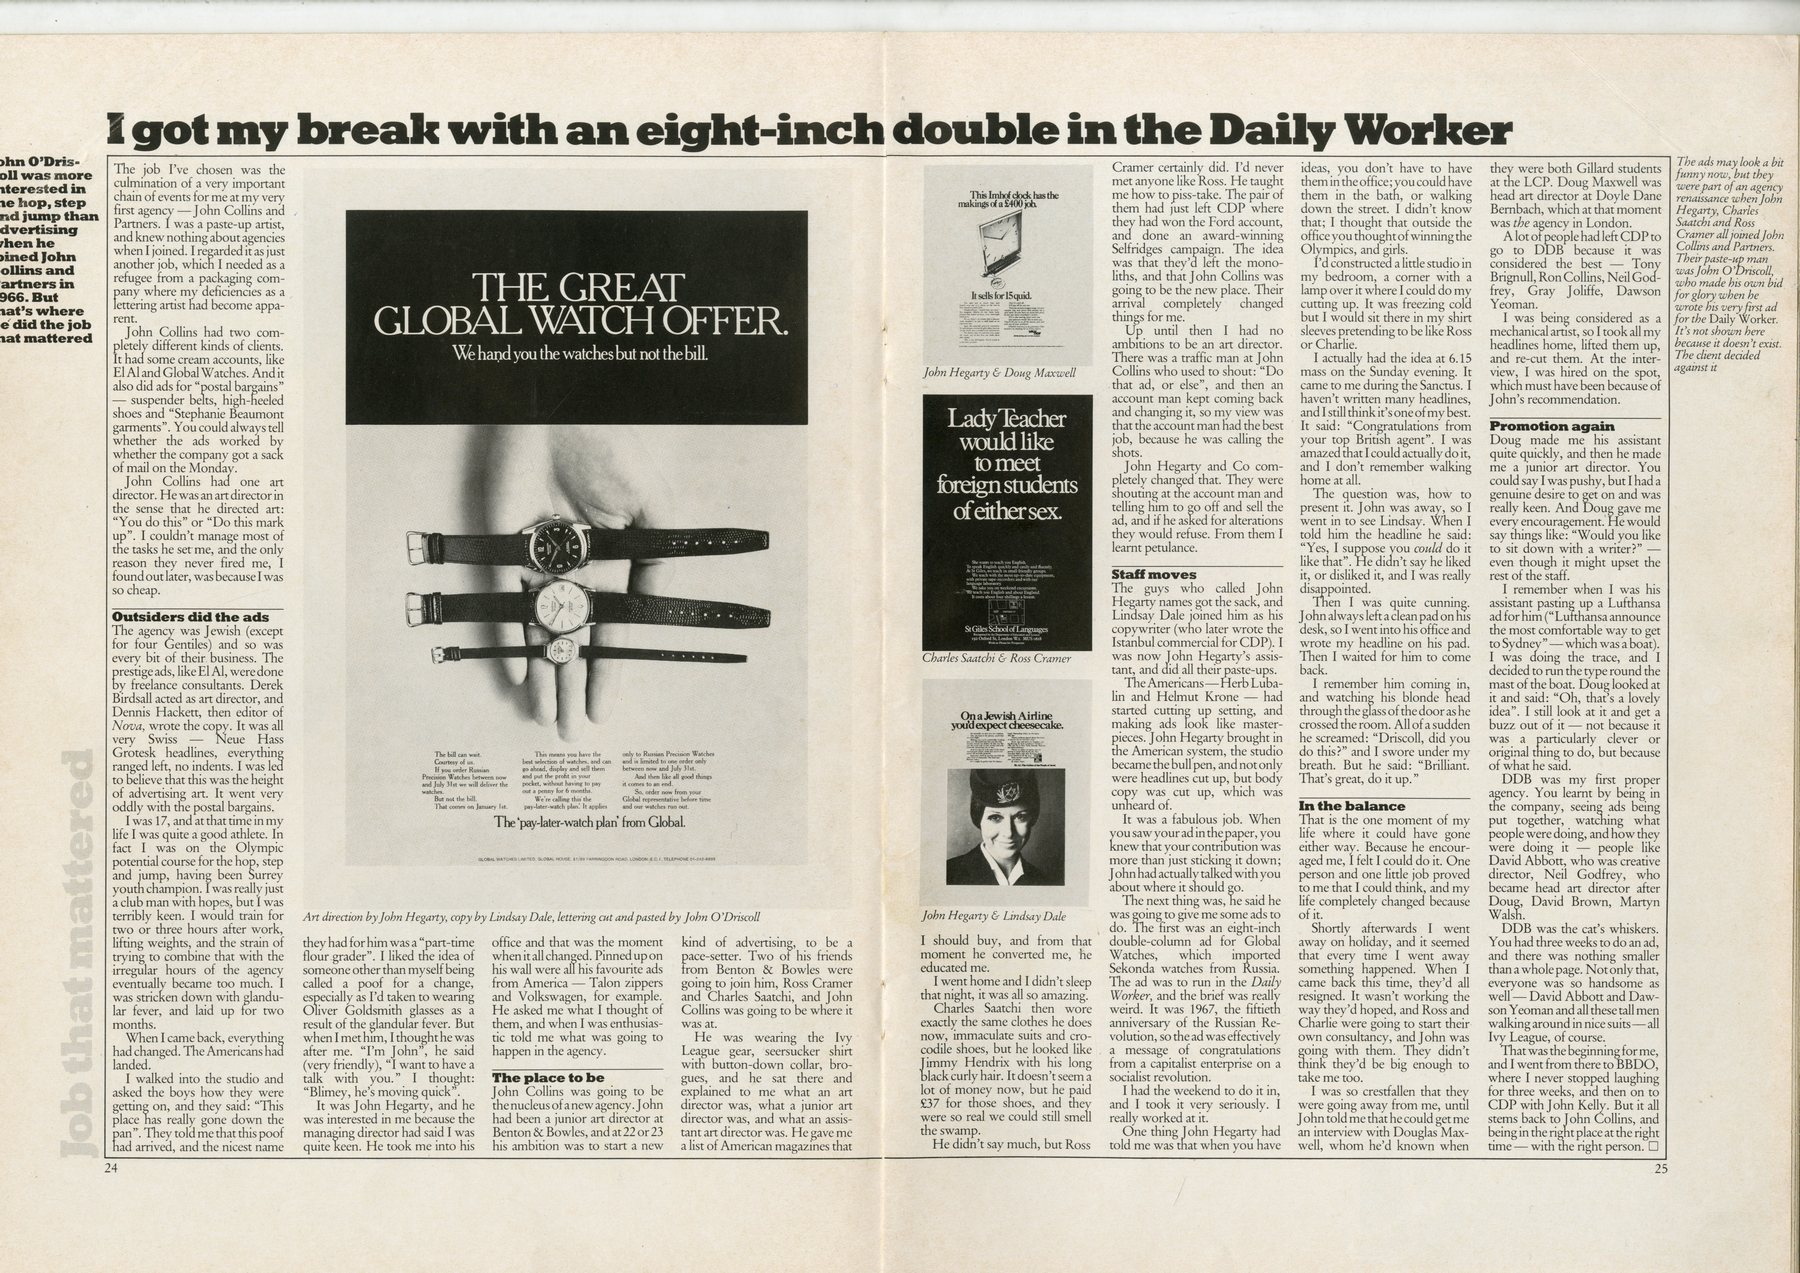 I got my break with an eight-inch double in the Daily Worker
ohn O'Dris-
oll was more
nterested in
he hop, step
nd jump than
dvertising
when he
oined John
ollins and
artners in
966. But
hat's where
e did the job
hat mattered
Job that mattered
The job I've chosen was the
culmination of a very important
chain of events for me at my very
first agency — John Collins and
Partners. I was a paste-up artist,
and knew nothing about agencies
when I joined. I regarded it as just
another job, which I needed as a
refugee from a packaging com-
pany where my deficiencies as a
lettering artist had become appa-
rent.
John Collins had two com-
pletely different kinds of clients.
It had some cream accounts, like
El Al and Global Watches. And it
also did ads for "postal bargains"
— suspender belts, high-heeled
shoes and "Stephanie Beaumont
garments". You could always tell
whether the ads worked by
whether the company got a sack
of mail on the Monday.
John Collins had one art
director. He was an art director in
the sense that he directed art:
"You do this" or "Do this mark
up". I couldn't manage most of
the tasks he set me, and the only
reason they never fired me, I
found out later, was because I was
so cheap.
Outsiders did the ads
The agency was Jewish (except
for four Gentiles) and so was
every bit of their business. The
prestige ads, like El Al, were done
by freelance consultants. Derek
Birdsall acted as art director, and
Dennis Hackett, then editor of
Nova, wrote the copy. It was all
very Swiss — Neue Hass
Grotesk headlines, everything
ranged left, no indents. I was led
to believe that this was the height
of advertising art. It went very
oddly with the postal bargains.
I was 17, and at that time in my
life I was quite a good athlete. In
fact I was on the Olympic
potential course for the hop, step
and jump, having been Surrey
youth champion. I was really just
a club man with hopes, but I was
terribly keen. I would train for
two or three hours after work,
lifting weights, and the strain of
trying to combine that with the
irregular hours of the agency
eventually became too much. I
was stricken down with glandu-
lar fever, and laid up for two
months.
When I came back, everything
had changed. The Americans had
landed.
I walked into the studio and
asked the boys how they were
getting on, and they said: "This
place has really gone down the
pan". They told me that this poof
had arrived, and the nicest name
THE GREAT
GLOBAL WATCH OFFER.
We hand you the watches but not the bill.
The bill can wait.
Courtesy of us.
If you order Russian
Precision Watches between now
and July 31st we will deliver the
watches.
But not the bill.
That comes on January 1st.
This means you have the
best selection of watches, and can
go ahead, display and sell them
and put the profit in your
pocket, without having to pay
out a penny for 6 months.
We're calling this the
'pay-later-watch plan'. It applies
only to Russian Precision Watches
and is limited to one order only
between now and July 31st.
And then like all good things
it comes to an end.
So, order now from your
Global representative before time
and our watches run out.
The 'pay-later-watch plan' from Global.
Art direction by John Hegarty, copy by Lindsay Dale, lettering cut and pasted by John O'Driscoll
they had for him was a "part-time
flour grader". I liked the idea of
someone other than myself being
called a poof for a change,
especially as I'd taken to wearing
Oliver Goldsmith glasses as a
result of the glandular fever. But
when I met him, I thought he was
after me. "I'm John", he said
(very friendly), "I want to have a
talk with you." I thought:
"Blimey, he's moving quick".
It was John Hegarty, and he
was interested in me because the
managing director had said I was
quite keen. He took me into his
office and that was the moment
when it all changed. Pinned up on
his wall were all his favourite ads
from America — Talon zippers
and Volkswagen, for example.
He asked me what I thought of
them, and when I was enthusias-
tic told me what was going to
happen in the agency.
The place to be
John Collins was going to be
the nucleus of a new agency. John
had been a junior art director at
Benton & Bowles, and at 22 or 23
his ambition was to start a new
kind of advertising, to be a
pace-setter. Two of his friends
from Benton & Bowles were
going to join him, Ross Cramer
and Charles Saatchi, and John
Collins was going to be where it
was at.
He was wearing the Ivy
League gear, seersucker shirt
with button-down collar, bro-
gues, and he sat there and
explained to me what an art
director was, what a junior art
director was, and what an assis-
tant art director was. He gave me
a list of American magazines that
24
This Imhof clock has the
makings of a £400 job.
It sells for 15 quid.
John Hegarty & Doug Maxwell
Lady Teacher
would like
to meet
foreign students
of either sex.
St Giles School of Languages
Charles Saatchi & Ross Cramer
On a Jewish Airline
you'd expect cheesecake.
John Hegarty & Lindsay Dale
I should buy, and from that
moment he converted me, he
educated me.
I went home and I didn't sleep
that night, it was all so amazing.
Charles Saatchi then wore
exactly the same clothes he does
now, immaculate suits and cro-
codile shoes, but he looked like
Jimmy Hendrix with his long
black curly hair. It doesn't seem a
lot of money now, but he paid
£37 for those shoes, and they
were so real we could still smell
the swamp.
He didn't say much, but Ross
Cramer certainly did. I'd never
met anyone like Ross. He taught
me how to piss-take. The pair of
them had just left CDP where
they had won the Ford account,
and done an award-winning
Selfridges campaign. The idea
was that they'd left the mono-
liths, and that John Collins was
going to be the new place. Their
arrival completely changed
things for me.
Up until then I had no
ambitions to be an art director.
There was a traffic man at John
Collins who used to shout: "Do
that ad, or else", and then an
account man kept coming back
and changing it, so my view was
that the account man had the best
job, because he was calling the
shots.
John Hegarty and Co com-
pletely changed that. They were
shouting at the account man and
telling him to go off and sell the
ad, and if he asked for alterations
they would refuse. From them I
learnt petulance.
Staff moves
The guys who called John
Hegarty names got the sack, and
Lindsay Dale joined him as his
copywriter (who later wrote the
Istanbul commercial for CDP). I
was now John Hegarty's assis-
tant, and did all their paste-ups.
The Americans — Herb Luba-
lin and Helmut Krone — had
started cutting up setting, and
making ads look like master-
pieces. John Hegarty brought in
the American system, the studio
became the bull pen, and not only
were headlines cut up, but body
copy was cut up, which was
unheard of.
It was a fabulous job. When
you saw your ad in the paper, you
knew that your contribution was
more than just sticking it down;
John had actually talked with you
about where it should go.
The next thing was, he said he
was going to give me some ads to
do. The first was an eight-inch
double-column ad for Global
Watches, which imported
Sekonda watches from Russia.
The ad was to run in the Daily
Worker, and the brief was really
weird. It was 1967, the fiftieth
anniversary of the Russian Re-
volution, so the ad was effectively
a message of congratulations
from a capitalist enterprise on a
socialist revolution.
I had the weekend to do it in,
and I took it very seriously. I
really worked at it.
One thing John Hegarty had
told me was that when you have
ideas, you don't have to have
them in the office; you could have
them in the bath, or walking
down the street. I didn't know
that; I thought that outside the
office you thought of winning the
Olympics, and girls.
I'd constructed a little studio in
my bedroom, a corner with a
lamp over it where I could do my
cutting up. It was freezing cold
but I would sit there in my shirt
sleeves pretending to be like Ross
or Charlie.
I actually had the idea at 6.15
mass on the Sunday evening. It
came to me during the Sanctus. I
haven't written many headlines,
and I still think it's one of my best.
It said: "Congratulations from
your top British agent". I was
amazed that I could actually do it,
and I don't remember walking
home at all.
The question was, how to
present it. John was away, so I
went in to see Lindsay. When I
told him the headline he said:
"Yes, I suppose you could do it
like that". He didn't say he liked
it, or disliked it, and I was really
disappointed.
Then I was quite cunning.
John always left a clean pad on his
desk, so I went into his office and
wrote my headline on his pad.
Then I waited for him to come
back.
I remember him coming in,
and watching his blonde head
through the glass of the door as he
crossed the room. All of a sudden
he screamed: "Driscoll, did you
do this?" and I swore under my
breath. But he said: "Brilliant.
That's great, do it up."
In the balance
That is the one moment of my
life where it could have gone
either way. Because he encour-
aged me, I felt I could do it. One
person and one little job proved
to me that I could think, and my
life completely changed because
of it.
Shortly afterwards I went
away on holiday, and it seemed
that every time I went away
something happened. When I
came back this time, they'd all
resigned. It wasn't working the
way they'd hoped, and Ross and
Charlie were going to start their
own consultancy, and John was
going with them. They didn't
think they'd be big enough to
take me too.
I was so crestfallen that they
were going away from me, until
John told me that he could get me
an interview with Douglas Max-
well, whom he'd known when
they were both Gillard students
at the LCP. Doug Maxwell was
head art director at Doyle Dane
Bernbach, which at that moment
was the agency in London.
A lot of people had left CDP to
go to DDB because it was
considered the best — Tony
Brignull, Ron Collins, Neil God-
frey, Gray Joliffe, Dawson
Yeoman.
I was being considered as a
mechanical artist, so I took all my
headlines home, lifted them up,
and re-cut them. At the inter-
view, I was hired on the spot,
which must have been because of
John's recommendation.
Promotion again
Doug made me his assistant
quite quickly, and then he made
me a junior art director. You
could say I was pushy, but I had a
genuine desire to get on and was
really keen. And Doug gave me
every encouragement. He would
say things like: "Would you like
to sit down with a writer?" —
even though it might upset the
rest of the staff.
I remember when I was his
assistant pasting up a Lufthansa
ad for him ("Lufthansa announce
the most comfortable way to get
to Sydney" — which was a boat).
I was doing the trace, and I
decided to run the type round the
mast of the boat. Doug looked at
it and said: "Oh, that's a lovely
idea". I still look at it and get a
buzz out of it — not because it
was a particularly clever or
original thing to do, but because
of what he said.
DDB was my first proper
agency. You learnt by being in
the company, seeing ads being
put together, watching what
people were doing, and how they
were doing it — people like
David Abbott, who was creative
director, Neil Godfrey, who
became head art director after
Doug, David Brown, Martyn
Walsh.
DDB was the cat's whiskers.
You had three weeks to do an ad,
and there was nothing smaller
than a whole page. Not only that,
everyone was so handsome as
well — David Abbott and Daw-
son Yeoman and all these tall men
walking around in nice suits — all
Ivy League, of course.
That was the beginning for me,
and I went from there to BBDO,
where I never stopped laughing
for three weeks, and then on to
CDP with John Kelly. But it all
stems back to John Collins, and
being in the right place at the right
time — with the right person. □
The ads may look a bit
funny now, but they
were part of an agency
renaissance when John
Hegarty, Charles
Saatchi and Ross
Cramer all joined John
Collins and Partners.
Their paste-up man
was John O'Driscoll,
who made his own bid
for glory when he
wrote his very first ad
for the Daily Worker.
It's not shown here
because it doesn't exist.
The client decided
against it
25